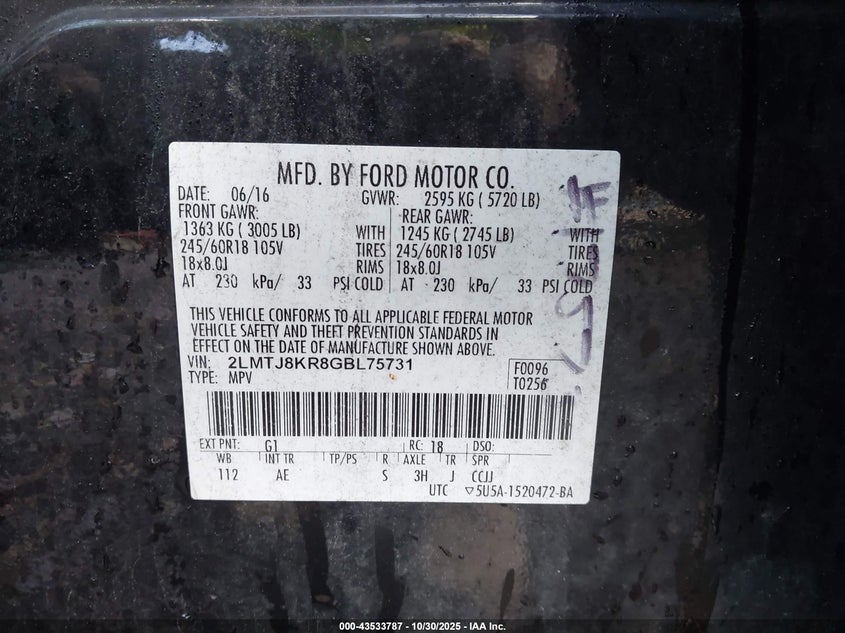 MFD. BY FORD MOTOR CO.
DATE: 06/16 GVWR: 2595 KG ( 5720 LB)
FRONT GAWR: REAR GAWR:
1363 KG ( 3005 LB) WITH 1245 KG ( 2745 LB) WITH
245/60R18 105V TIRES 245/60R18 105V TIRES
18x8.0J RIMS 18x8.0J RIMS
AT 230 kPa/ 33 PSI COLD AT 230 kPa/ 33 PSI COLD
THIS VEHICLE CONFORMS TO ALL APPLICABLE FEDERAL MOTOR
VEHICLE SAFETY AND THEFT PREVENTION STANDARDS IN
EFFECT ON THE DATE OF MANUFACTURE SHOWN ABOVE.
VIN: 2LMTJ8KR8GBL75731 F0096
TYPE: MPV T0256
EXT PNT: G1 RC: 18 DSO:
WB INT TR TP/PS R AXLE TR SPR
112 AE S 3H J CCJJ
UTC ▽5U5A-1520472-BA
000-43533787 - 10/30/2025 - IAA Inc.